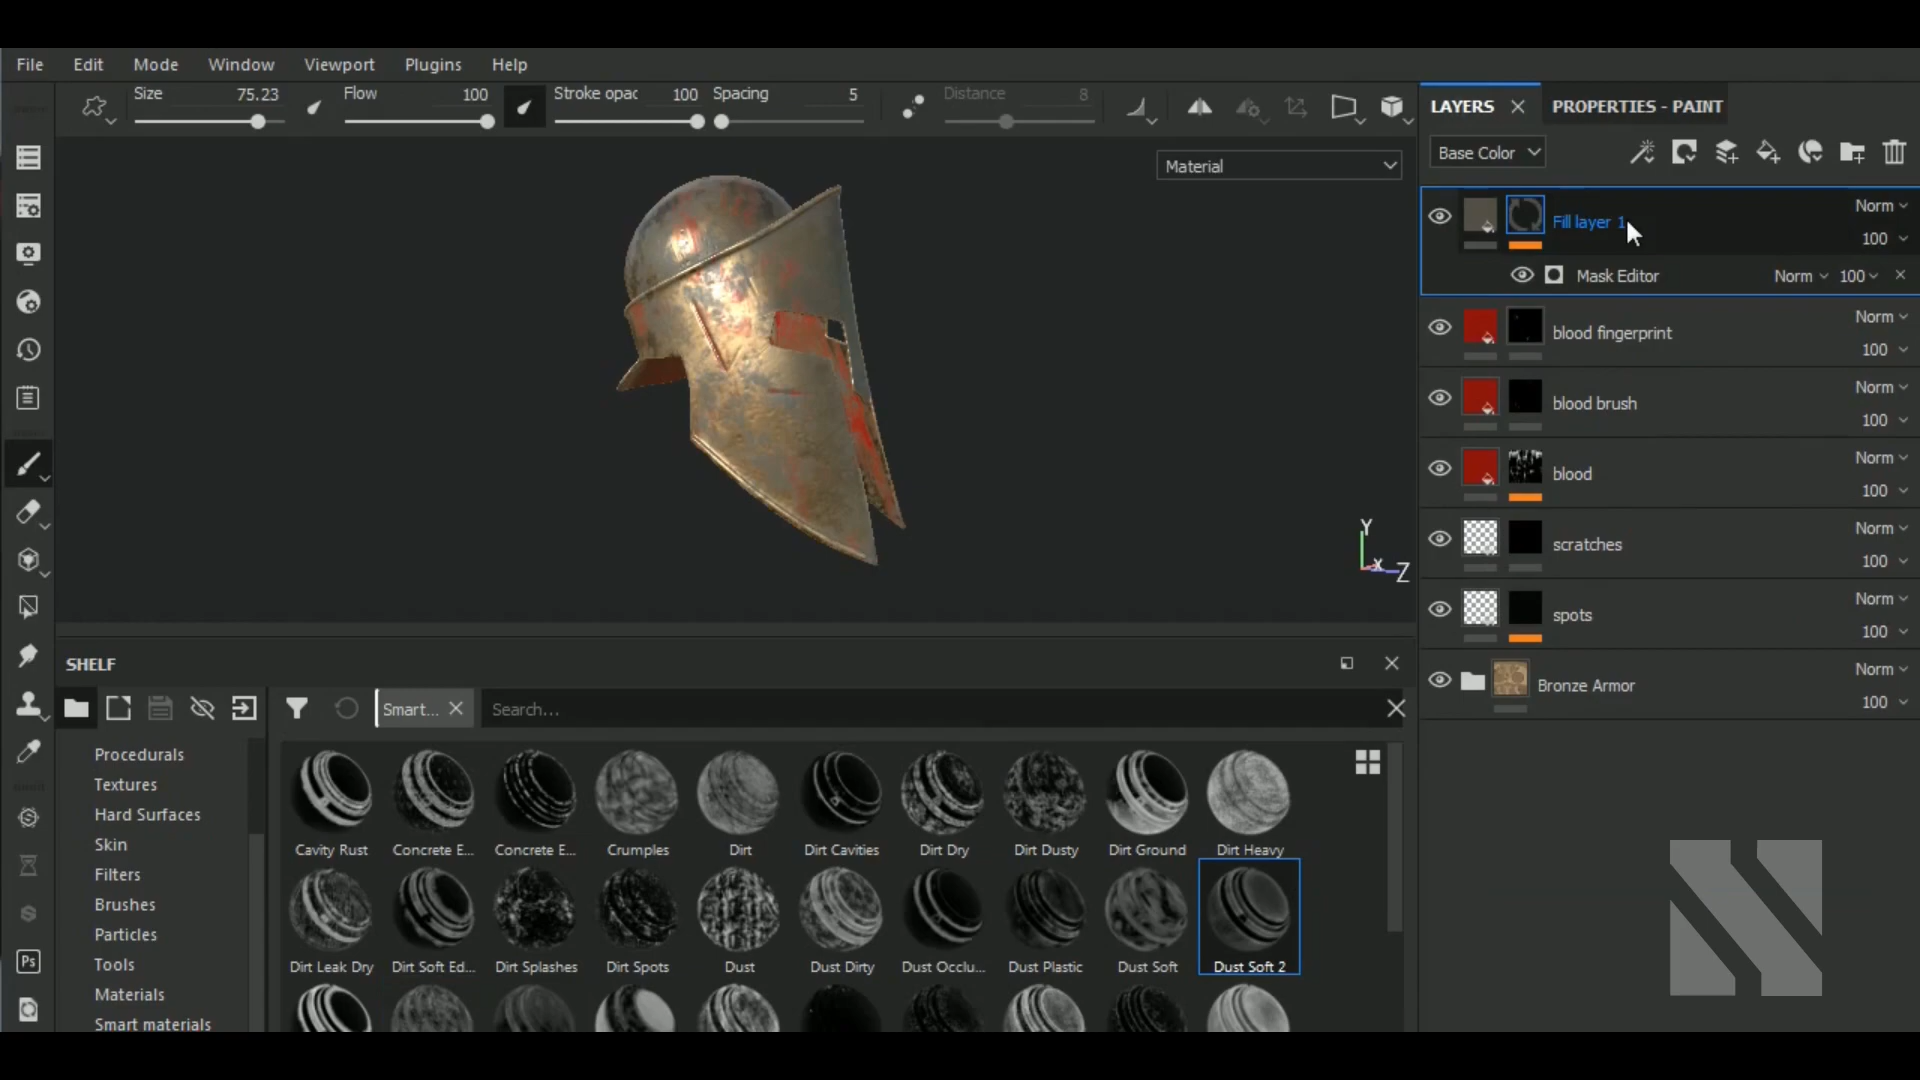 File Edit Mode Window Viewport Plugins Help
Size 75.23 Flow 100 Stroke opac 100 Spacing 5 Distance 8
LAYERS PROPERTIES - PAINT
Base Color
Material
Fill layer 1 Norm
100
Mask Editor Norm 100
blood fingerprint Norm
100
blood brush Norm
100
blood Norm
100
scratches Norm
100
spots Norm
100
Bronze Armor Norm
100
Y
X
Z
SHELF
Smart... Search...
Procedurals
Textures
Hard Surfaces
Skin
Filters
Brushes
Particles
Tools
Materials
Smart materials
Cavity Rust Concrete E... Concrete E... Crumples Dirt Dirt Cavities Dirt Dry Dirt Dusty Dirt Ground Dirt Heavy
Dirt Leak Dry Dirt Soft Ed... Dirt Splashes Dirt Spots Dust Dust Dirty Dust Occlu... Dust Plastic Dust Soft Dust Soft 2
Ps